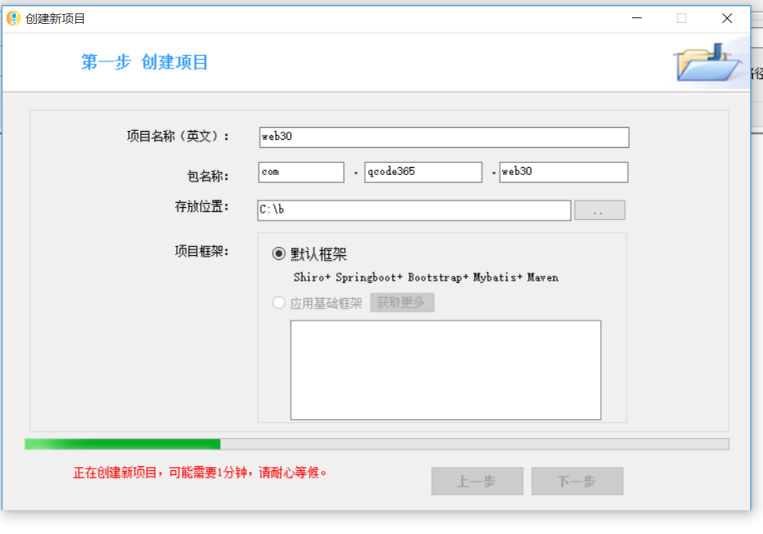 创建新项目
第一步 创建项目
项目名称（英文）： web30
包名称： com . qcode365 . web30
存放位置： C:\b ..
项目框架： 默认框架
Shiro+ Springboot+ Bootstrap+ Mybatis+ Maven
应用基础框架 获取更多
正在创建新项目，可能需要1分钟，请耐心等候。
上一步 下一步